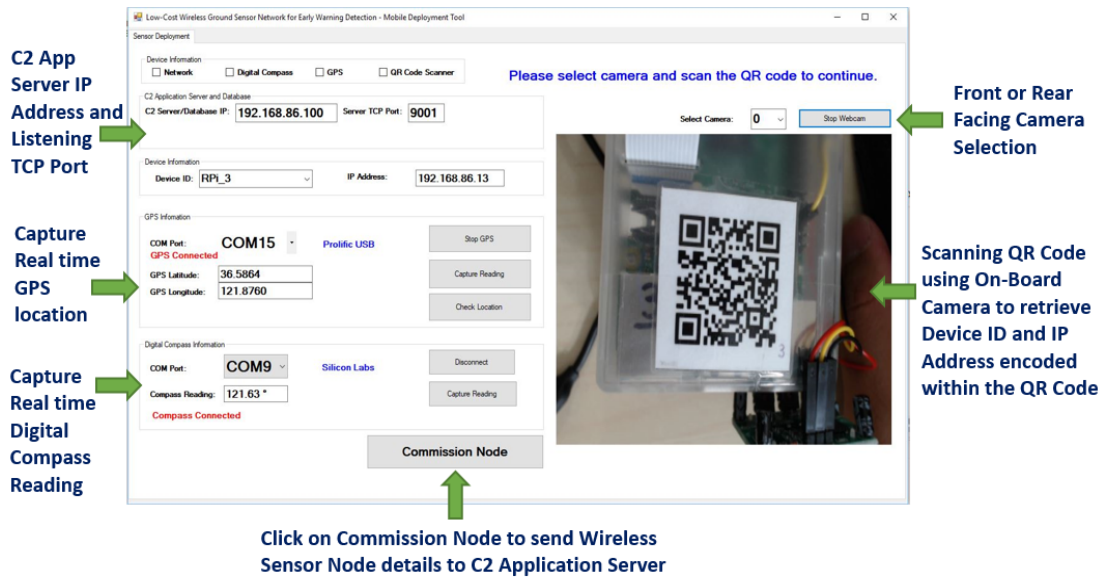 Low-Cost Wireless Ground Sensor Network for Early Warning Detection - Mobile Deployment Tool
Sensor Deployment
Device Information
Network
Digital Compass
GPS
QR Code Scanner
Please select camera and scan the QR code to continue.
C2 Application Server and Database
C2 Server/Database IP: 192.168.86.100 Server TCP Port: 9001
Select Camera: 0 Stop Webcam
Device Information
Device ID: RPi_3 IP Address: 192.168.86.13
GPS Infomation
COM Port: COM15 Prolific USB Stop GPS
GPS Connected
GPS Latitude: 36.5864 Capture Reading
GPS Longitude: 121.8760
Check Location
Digital Compass Information
COM Port: COM9 Silicon Labs Disconnect
Compass Reading: 121.63 ° Capture Reading
Compass Connected
Commission Node
3
C2 App
Server IP
Address and
Listening
TCP Port
Capture
Real time
GPS
location
Capture
Real time
Digital
Compass
Reading
Front or Rear
Facing Camera
Selection
Scanning QR Code
using On-Board
Camera to retrieve
Device ID and IP
Address encoded
within the QR Code
Click on Commission Node to send Wireless
Sensor Node details to C2 Application Server